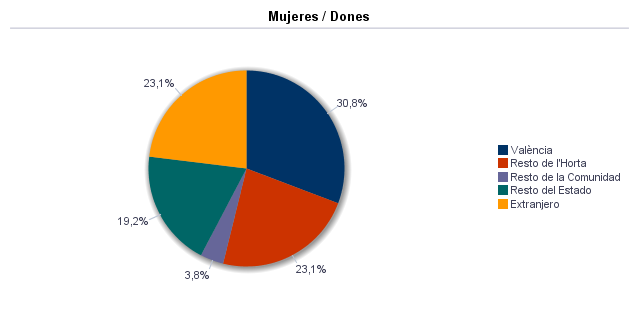 Mujeres / Dones
23,1%
30,8%
19,2%
3,8%
23,1%
València
Resto de l'Horta
Resto de la Comunidad
Resto del Estado
Extranjero